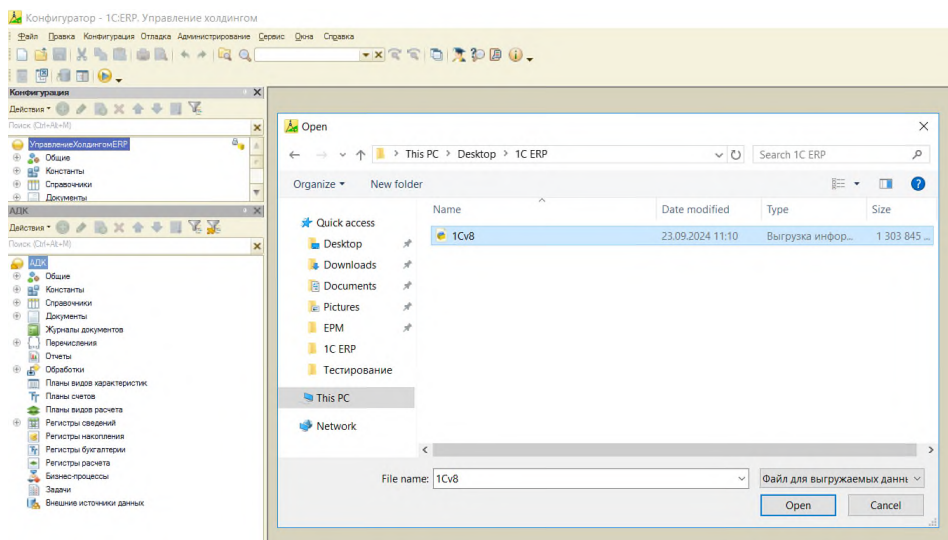 Конфигуратор - 1С:ERP. Управление холдингом
Файл Правка Конфигурация Отладка Администрирование Сервис Окна Справка
Конфигурация
Действия
Поиск (Ctrl+Alt+M)
УправлениеХолдингомERP
Общие
Константы
Справочники
Документы
АДК
Действия
Поиск (Ctrl+Alt+M)
АДК
Общие
Константы
Справочники
Документы
Журналы документов
Перечисления
Отчеты
Обработки
Планы видов характеристик
Планы счетов
Планы видов расчета
Регистры сведений
Регистры накопления
Регистры бухгалтерии
Регистры расчета
Бизнес-процессы
Задачи
Внешние источники данных
Open
This PC > Desktop > 1C ERP
Search 1C ERP
Organize New folder
Name Date modified Type Size
1Cv8 23.09.2024 11:10 Выгрузка инфор... 1 303 845 ...
Quick access
Desktop
Downloads
Documents
Pictures
EPM
1C ERP
Тестирование
This PC
Network
File name: 1Cv8
Файл для выгружаемых даннь
Open Cancel